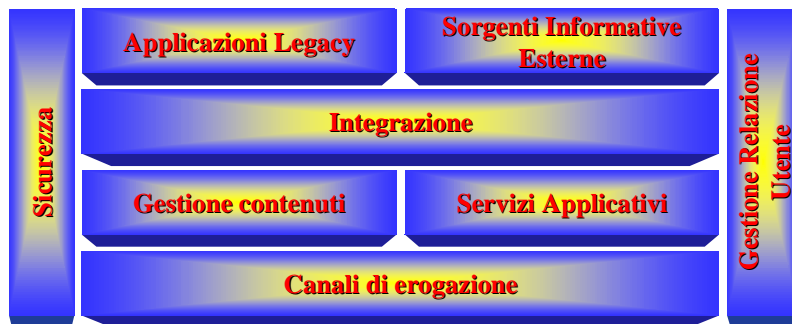 Sicurezza
Applicazioni Legacy
Sorgenti Informative
Esterne
Integrazione
Gestione contenuti
Servizi Applicativi
Canali di erogazione
Gestione Relazione
Utente